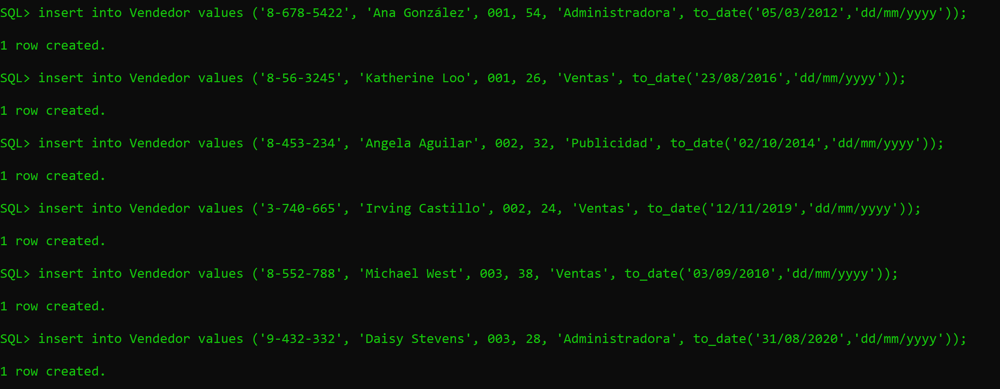 SQL> insert into Vendedor values ('8-678-5422', 'Ana González', 001, 54, 'Administradora', to_date('05/03/2012','dd/mm/yyyy'));
1 row created.
SQL> insert into Vendedor values ('8-56-3245', 'Katherine Loo', 001, 26, 'Ventas', to_date('23/08/2016','dd/mm/yyyy'));
1 row created.
SQL> insert into Vendedor values ('8-453-234', 'Angela Aguilar', 002, 32, 'Publicidad', to_date('02/10/2014','dd/mm/yyyy'));
1 row created.
SQL> insert into Vendedor values ('3-740-665', 'Irving Castillo', 002, 24, 'Ventas', to_date('12/11/2019','dd/mm/yyyy'));
1 row created.
SQL> insert into Vendedor values ('8-552-788', 'Michael West', 003, 38, 'Ventas', to_date('03/09/2010','dd/mm/yyyy'));
1 row created.
SQL> insert into Vendedor values ('9-432-332', 'Daisy Stevens', 003, 28, 'Administradora', to_date('31/08/2020','dd/mm/yyyy'));
1 row created.